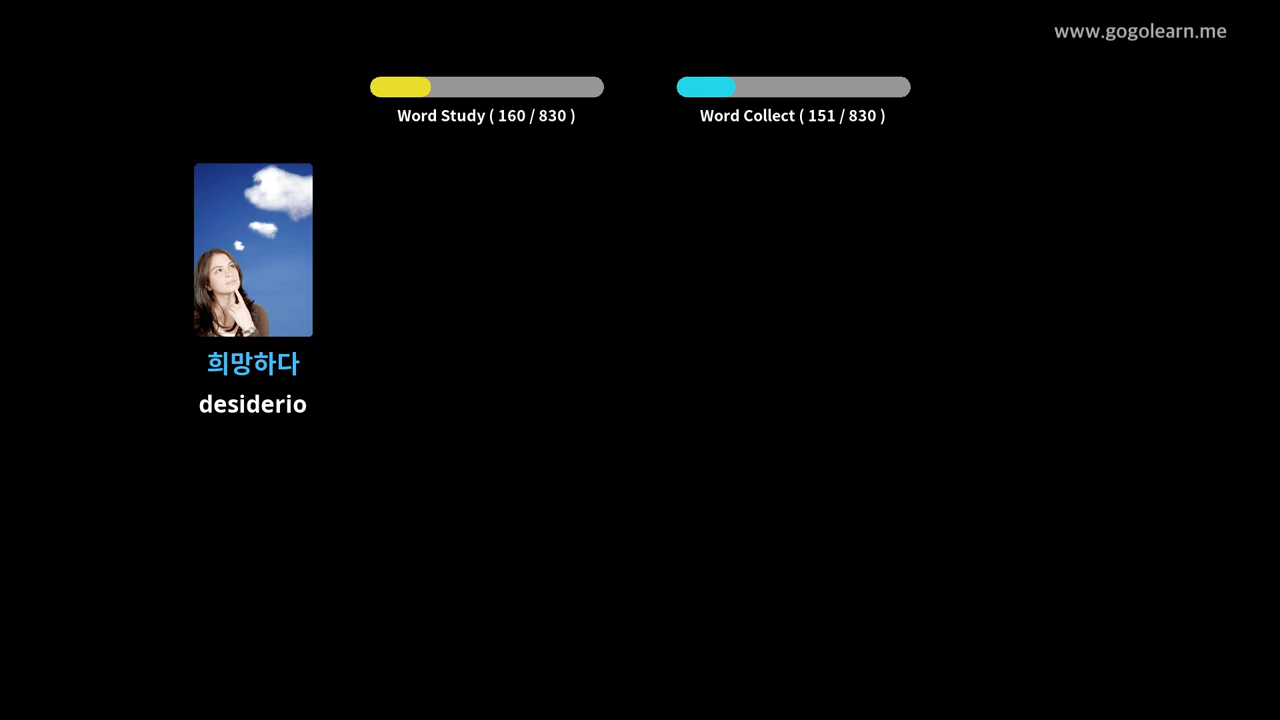 www.gogolearn.me
Word Study ( 160 / 830 )
Word Collect ( 151 / 830 )
희망하다
desiderio